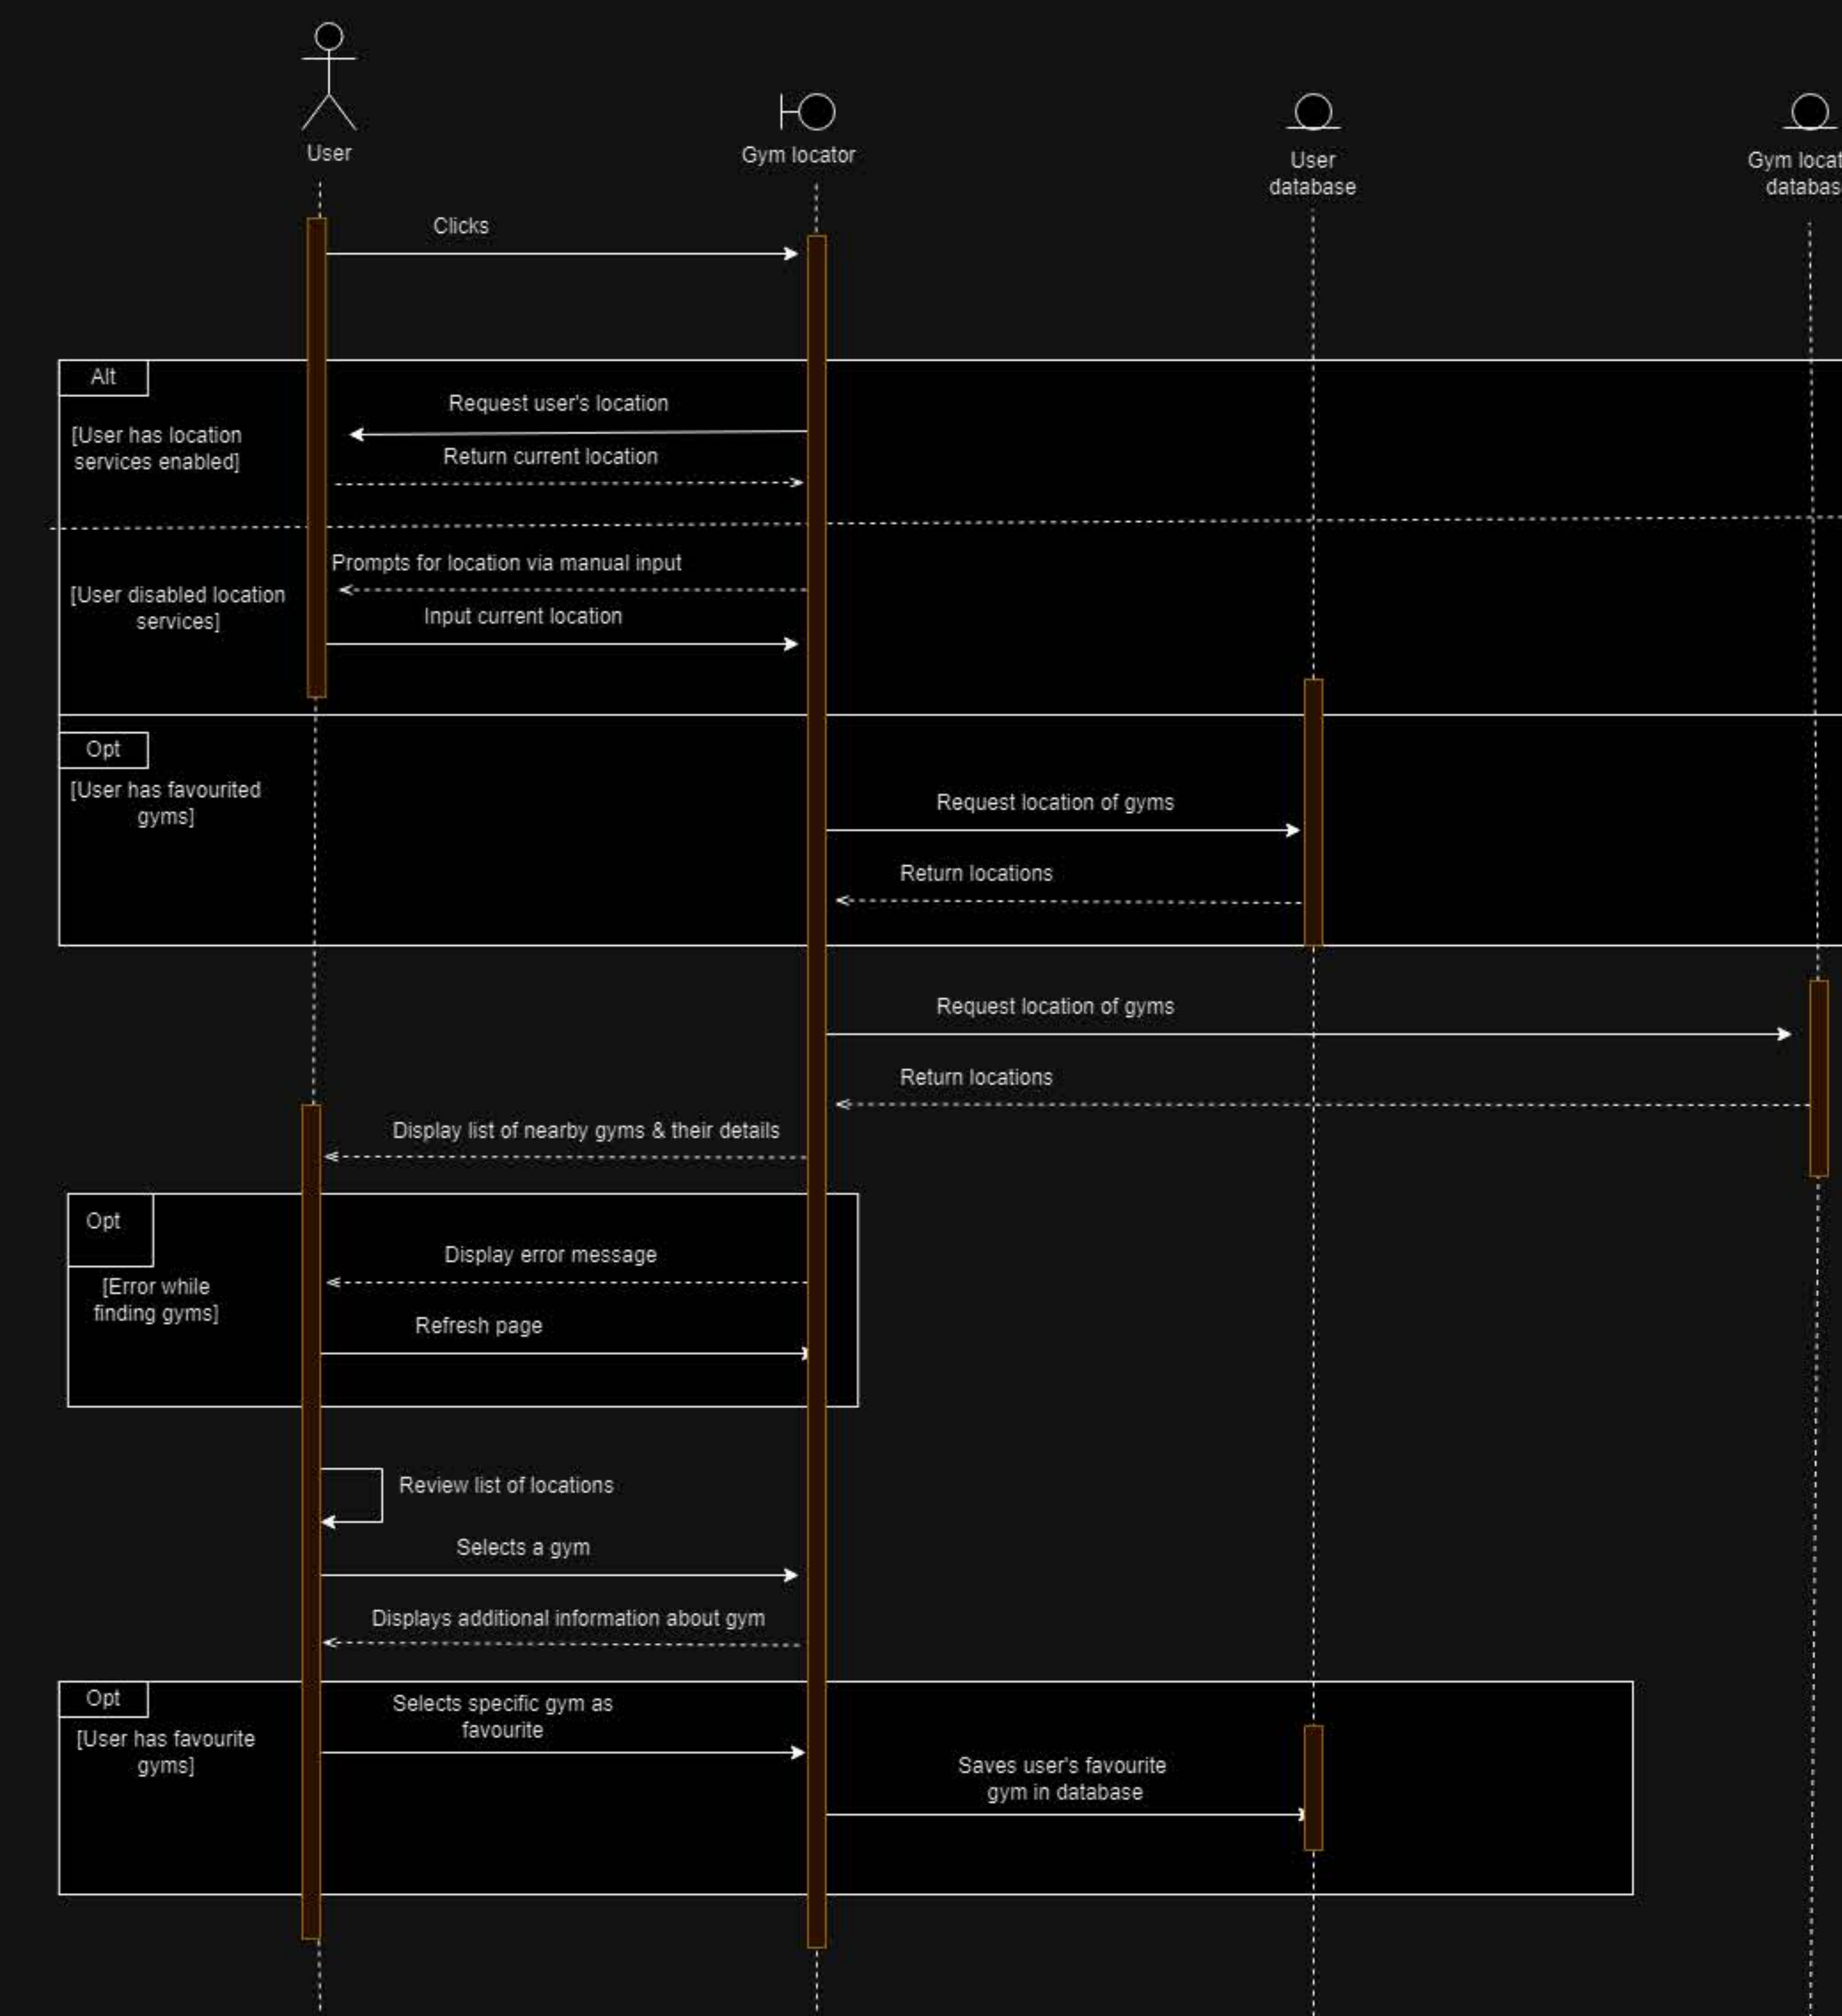 User
Gym locator
User
database
Gym locat
databas
Clicks
Alt
Request user's location
[User has location
services enabled]
Return current location
Prompts for location via manual input
[User disabled location
services]
Input current location
Opt
[User has favourited
gyms]
Request location of gyms
Return locations
Request location of gyms
Return locations
Display list of nearby gyms & their details
Opt
Display error message
[Error while
finding gyms]
Refresh page
Review list of locations
Selects a gym
Displays additional information about gym
Opt
Selects specific gym as
favourite
[User has favourite
gyms]
Saves user's favourite
gym in database